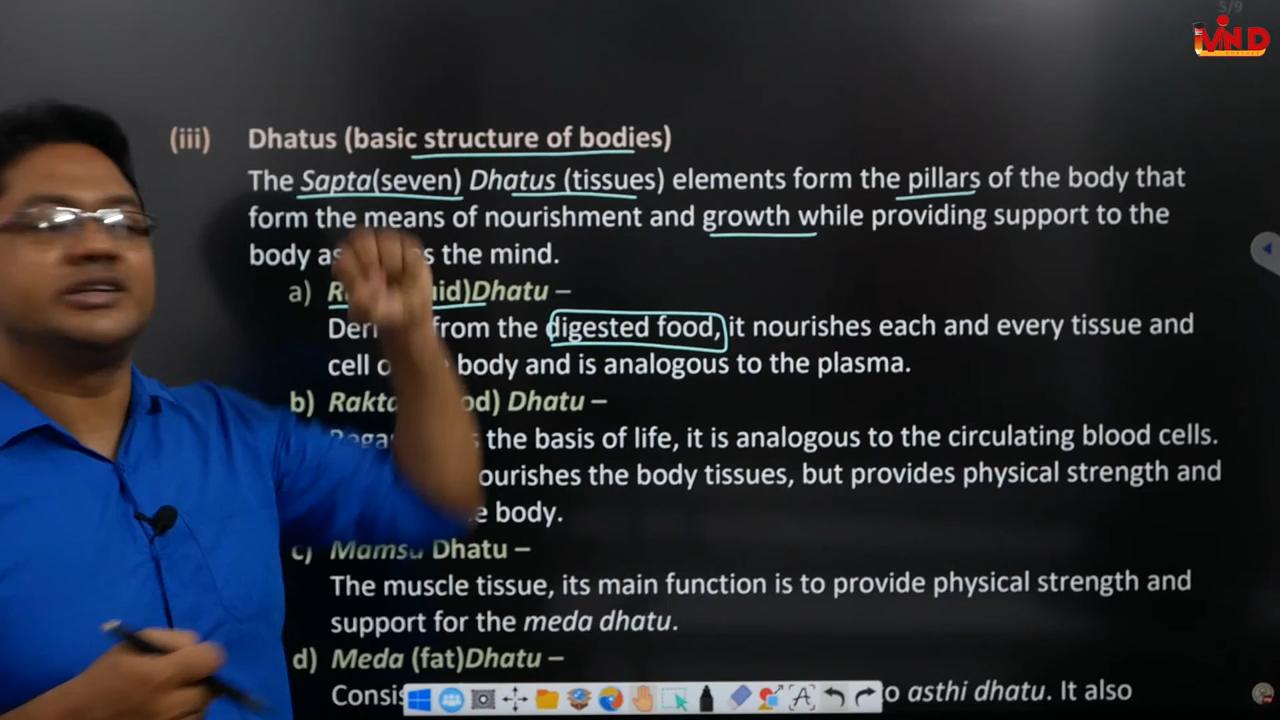 5/9
MIND
(iii) Dhatus (basic structure of bodies)
The Sapta(seven) Dhatus (tissues) elements form the pillars of the body that
form the means of nourishment and growth while providing support to the
body as the mind.
a) Dhatu –
from the digested food, it nourishes each and every tissue and
cell body and is analogous to the plasma.
b) Rakta Dhatu –
the basis of life, it is analogous to the circulating blood cells.
ourishes the body tissues, but provides physical strength and
e body.
c) Mamsa Dhatu –
The muscle tissue, its main function is to provide physical strength and
support for the meda dhatu.
d) Meda (fat)Dhatu –
Consis o asthi dhatu. It also